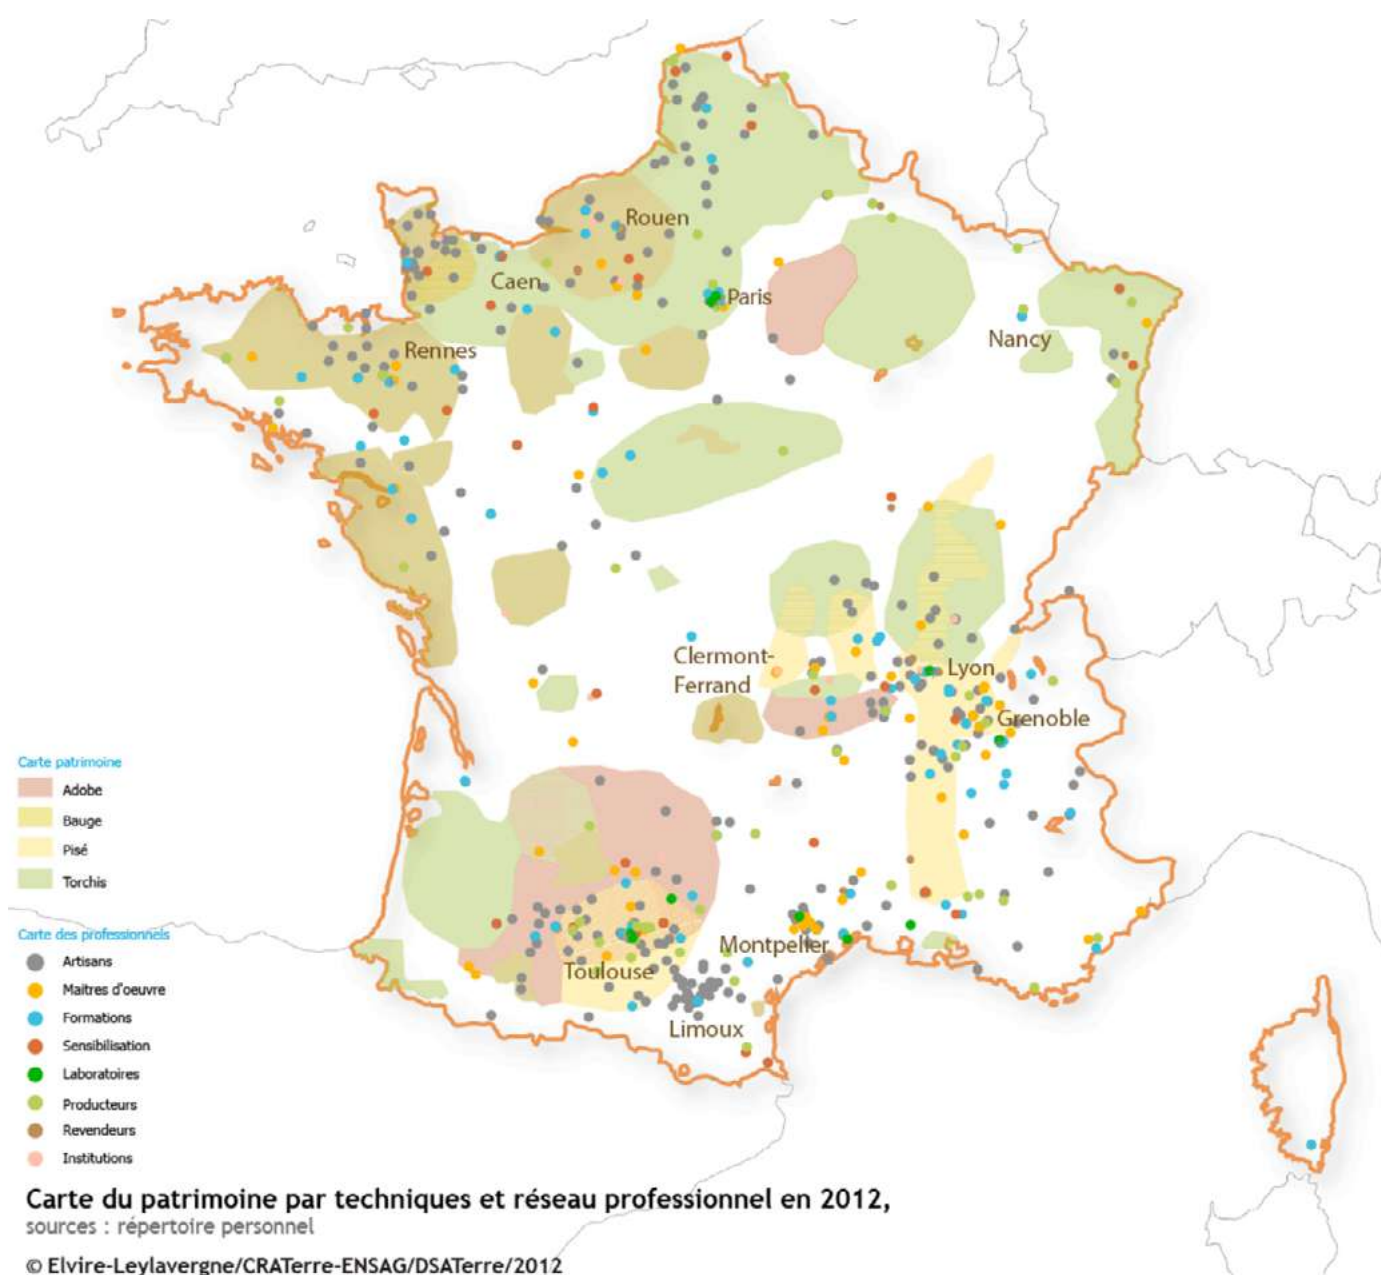 Rouen
Caen
Paris
Nancy
Rennes
Clermont-
Ferrand
Lyon
Grenoble
Carte patrimoine
Adobe
Bauge
Pisé
Torchis
Carte des professionnels
Artisans
Maitres d'oeuvre
Formations
Sensibilisation
Laboratoires
Producteurs
Revendeurs
Institutions
Montpelier
Toulouse
Limoux
Carte du patrimoine par techniques et réseau professionnel en 2012,
sources : répertoire personnel
© Elvire-Leylavergne/CRATerre-ENSAG/DSATerre/2012